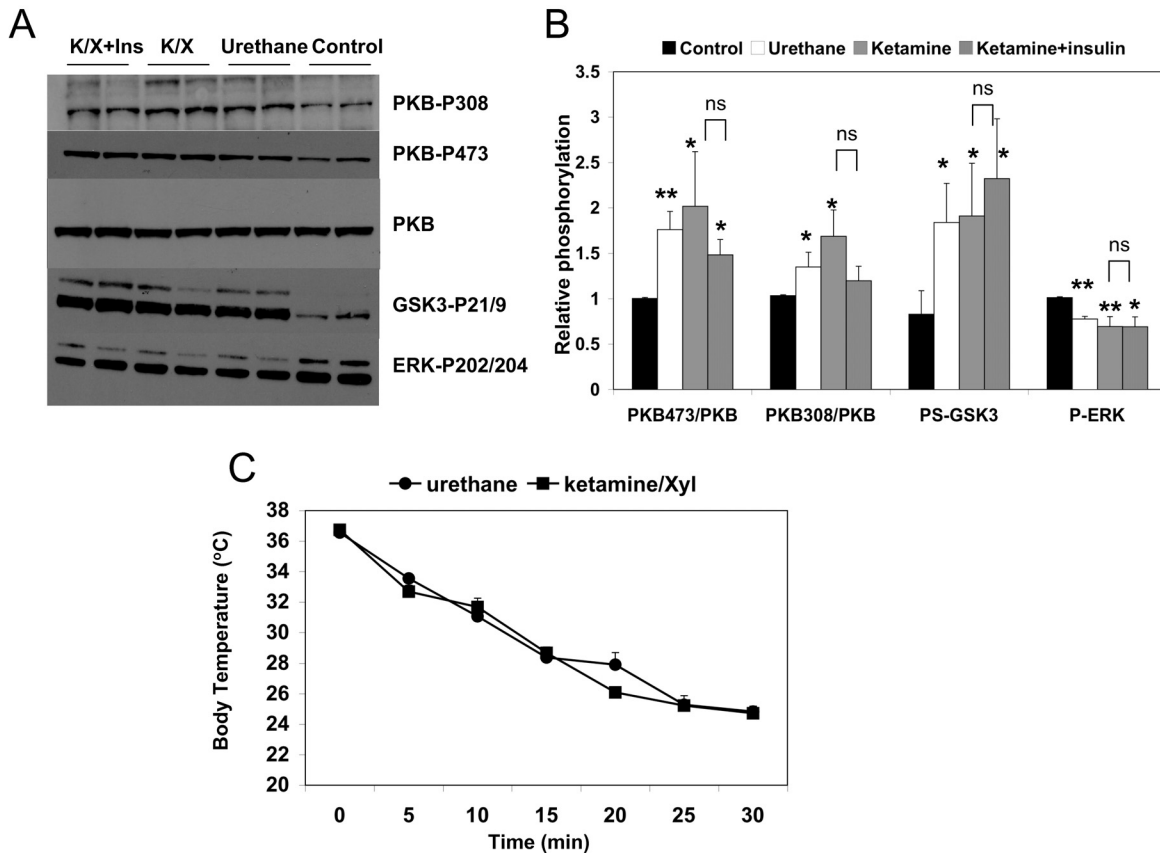 A
K/X+Ins K/X Urethane Control
PKB-P308
PKB-P473
PKB
GSK3-P21/9
ERK-P202/204
B
Control Urethane Ketamine Ketamine+insulin
Relative phosphorylation
3.5
3
2.5
2
1.5
1
0.5
0
** * * ns
* * ns
* * * ns
** ** * ns
PKB473/PKB PKB308/PKB PS-GSK3 P-ERK
C
urethane ketamine/Xyl
Body Temperature (ºC)
38
36
34
32
30
28
26
24
22
20
0 5 10 15 20 25 30
Time (min)